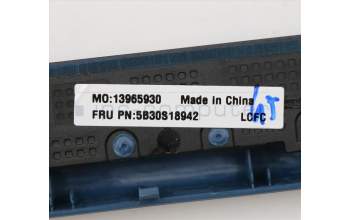 MO:13965930 Made in China
FRU PN:5B30S18942 LCFC